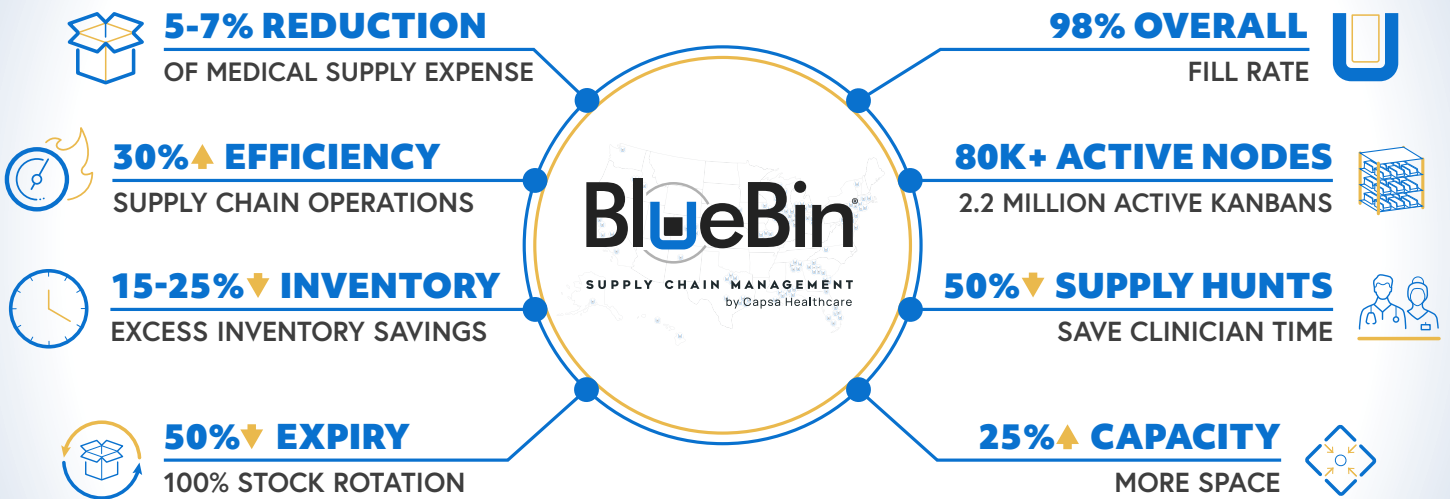 5-7% REDUCTION
OF MEDICAL SUPPLY EXPENSE
30% EFFICIENCY
SUPPLY CHAIN OPERATIONS
15-25% INVENTORY
EXCESS INVENTORY SAVINGS
50% EXPIRY
100% STOCK ROTATION
BlueBin®
SUPPLY CHAIN MANAGEMENT
by Capsa Healthcare
98% OVERALL
FILL RATE
80K+ ACTIVE NODES
2.2 MILLION ACTIVE KANBANS
50% SUPPLY HUNTS
SAVE CLINICIAN TIME
25% CAPACITY
MORE SPACE